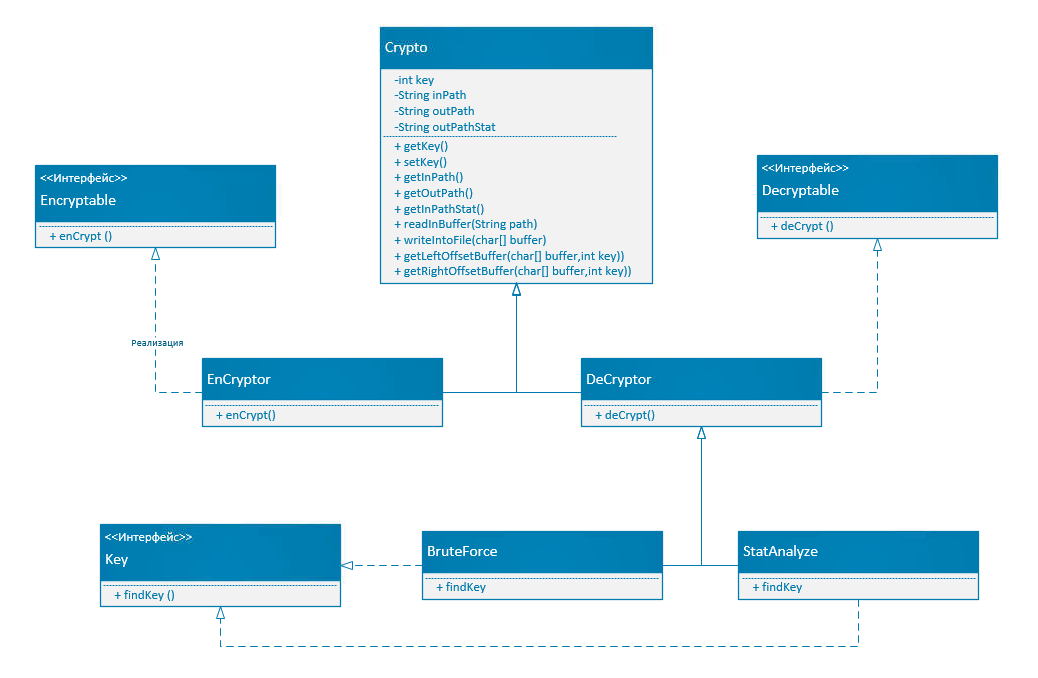 Crypto
-int key
-String inPath
-String outPath
-String outPathStat
+ getKey()
+ setKey()
+ getInPath()
+ getOutPath()
+ getInPathStat()
+ readInBuffer(String path)
+ writeIntoFile(char[] buffer)
+ getLeftOffsetBuffer(char[] buffer,int key))
+ getRightOffsetBuffer(char[] buffer,int key))
<<Интерфейс>>
Encryptable
+ enCrypt ()
<<Интерфейс>>
Decryptable
+ deCrypt ()
Реализация
EnCryptor
+ enCrypt()
DeCryptor
+ deCrypt()
<<Интерфейс>>
Key
+ findKey ()
BruteForce
+ findKey
StatAnalyze
+ findKey